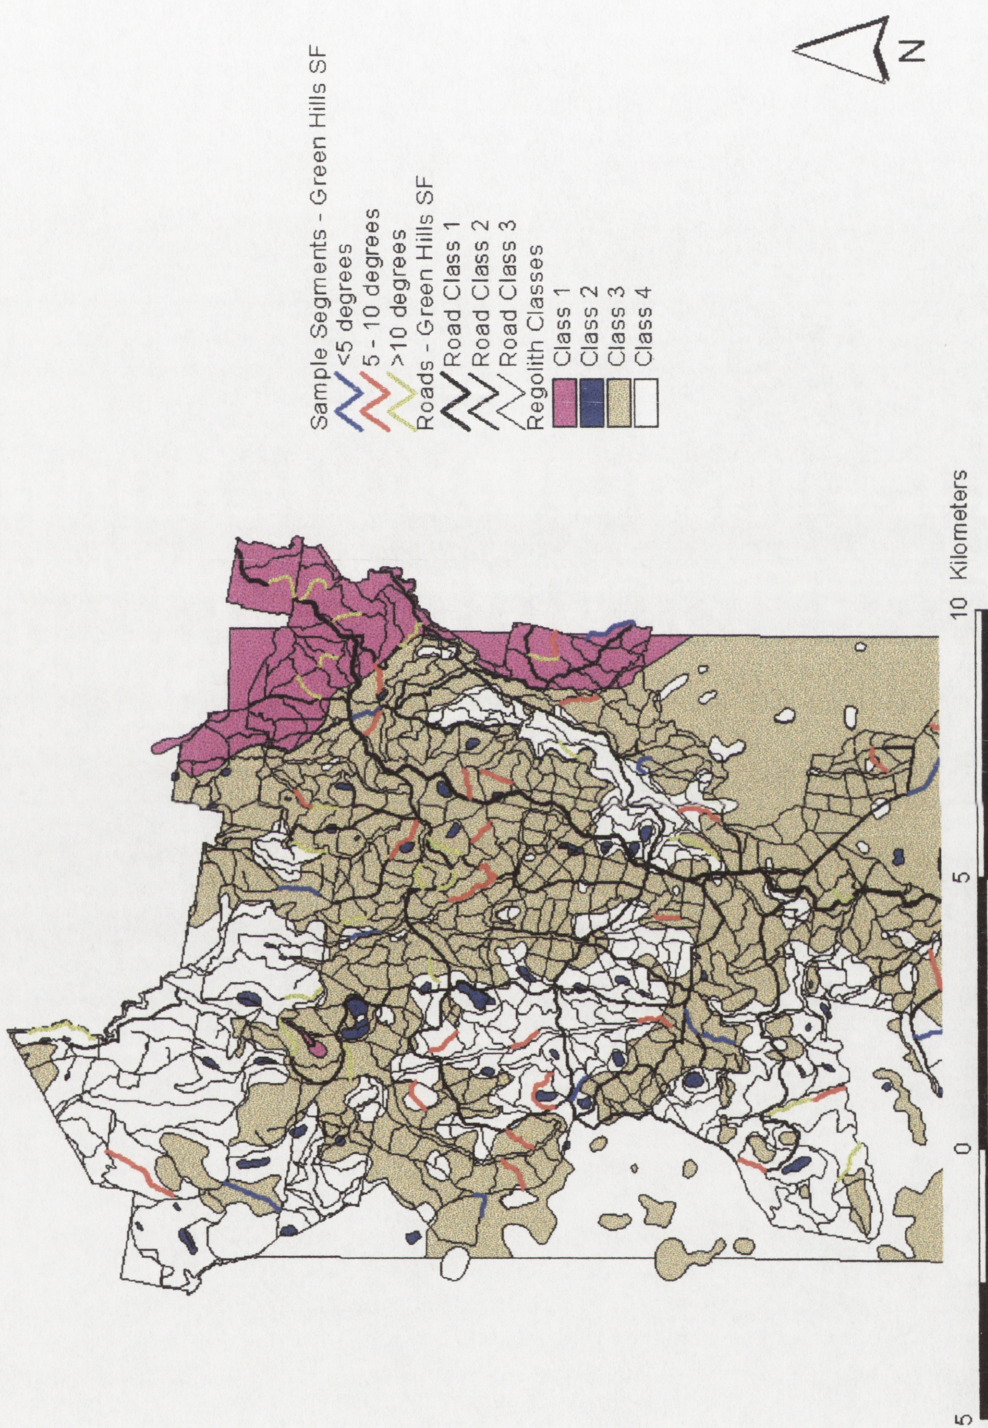 Sample Segments - Green Hills SF
<5 degrees
5 - 10 degrees
>10 degrees
Roads - Green Hills SF
Road Class 1
Road Class 2
Road Class 3
Regolith Classes
Class 1
Class 2
Class 3
Class 4
N
5 0 5 10 Kilometers